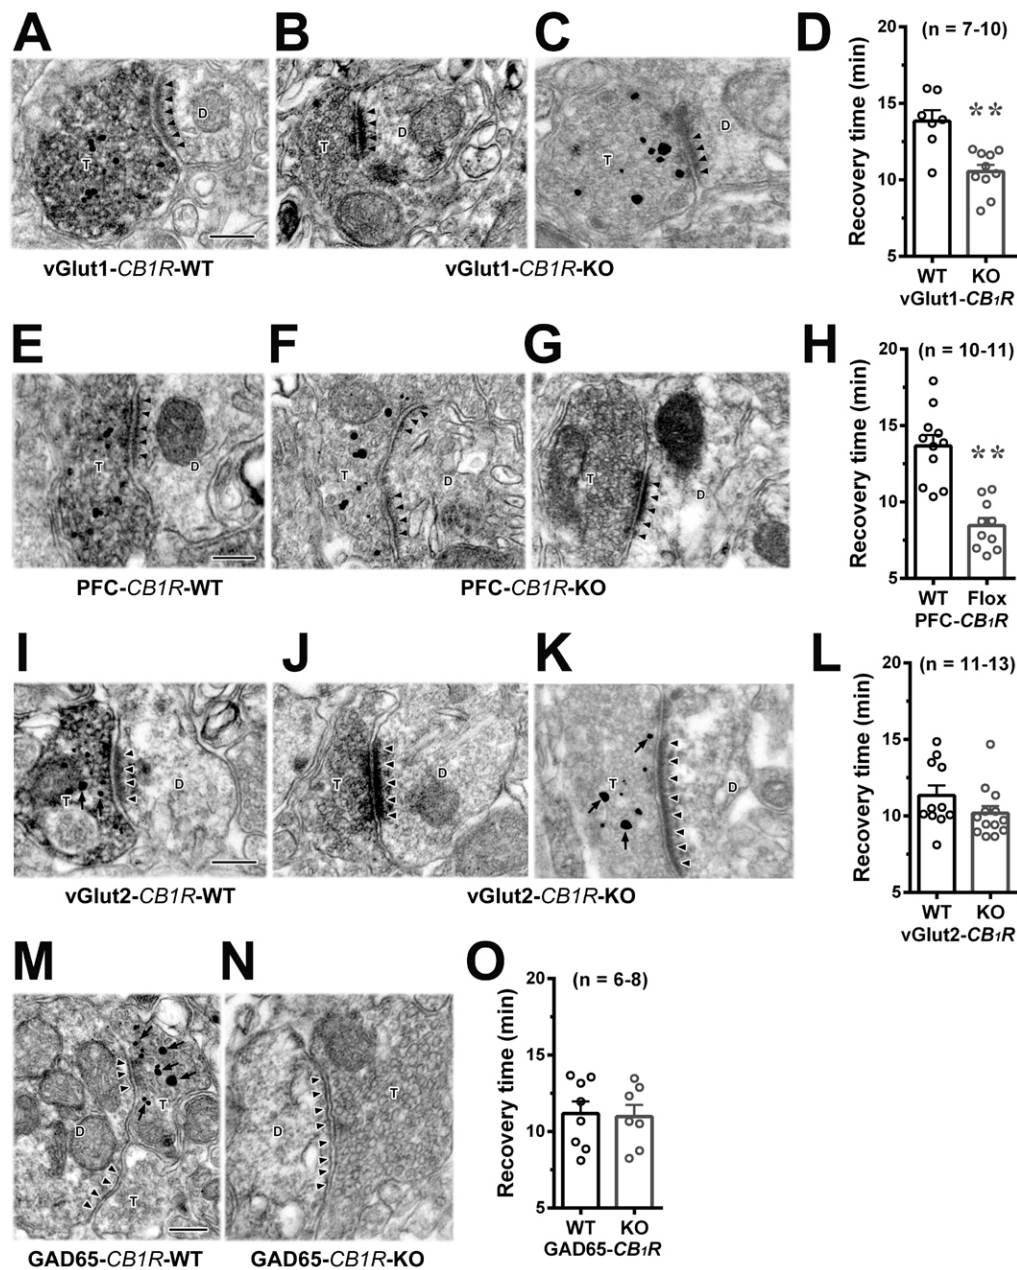 A
B
C
D
T
D
T
D
T
D
vGlut1-CB1R-WT
vGlut1-CB1R-KO
Recovery time (min)
(n = 7-10)
20
15
10
5
**
WT KO
vGlut1-CB1R
E
F
G
H
T
D
T
D
T
D
PFC-CB1R-WT
PFC-CB1R-KO
Recovery time (min)
(n = 10-11)
20
15
10
5
**
WT Flox
PFC-CB1R
I
J
K
L
T
D
T
D
T
D
vGlut2-CB1R-WT
vGlut2-CB1R-KO
Recovery time (min)
(n = 11-13)
20
15
10
5
WT KO
vGlut2-CB1R
M
N
O
D
T
T
D
T
GAD65-CB1R-WT
GAD65-CB1R-KO
Recovery time (min)
(n = 6-8)
20
15
10
5
WT KO
GAD65-CB1R